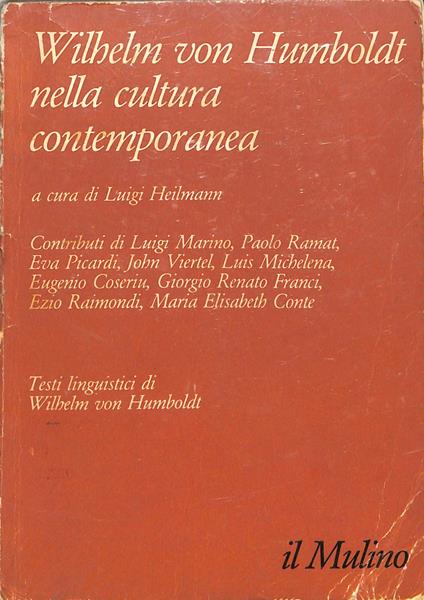 Wilhelm von Humboldt
nella cultura
contemporanea
a cura di Luigi Heilmann
Contributi di Luigi Marino, Paolo Ramat,
Eva Picardi, John Viertel, Luis Michelena,
Eugenio Coseriu, Giorgio Renato Franci,
Ezio Raimondi, Maria Elisabeth Conte
Testi linguistici di
Wilhelm von Humboldt
il Mulino